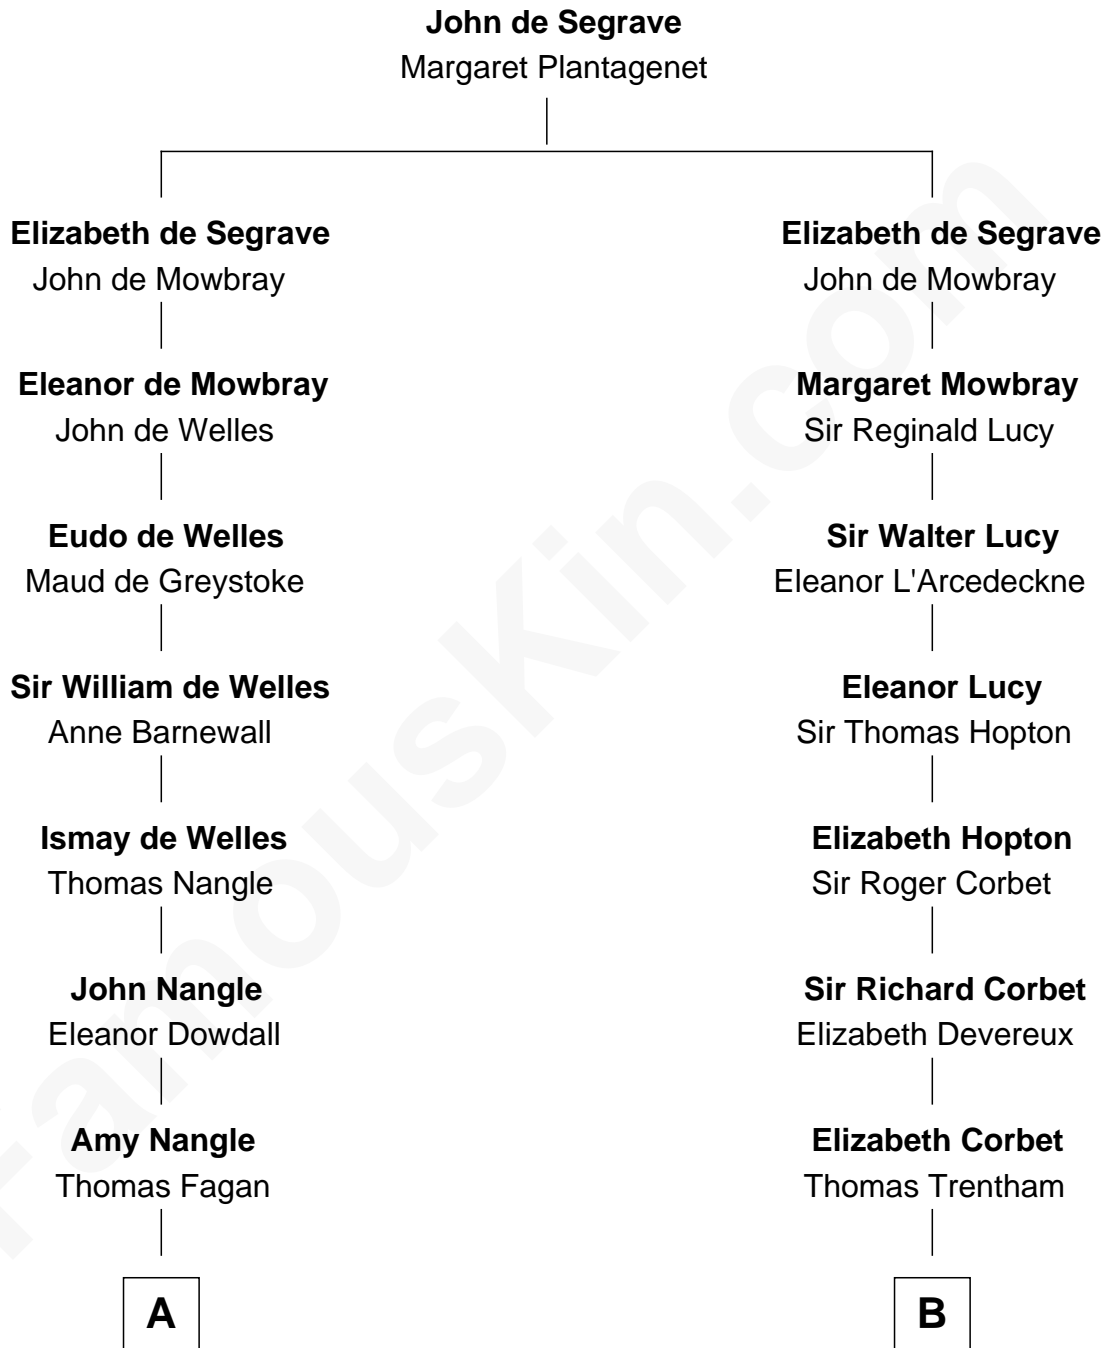 John de Segrave
Margaret Plantagenet
Elizabeth de Segrave
John de Mowbray
Eleanor de Mowbray
John de Welles
Eudo de Welles
Maud de Greystoke
Sir William de Welles
Anne Barnewall
Ismay de Welles
Thomas Nangle
John Nangle
Eleanor Dowdall
Amy Nangle
Thomas Fagan
A
Elizabeth de Segrave
John de Mowbray
Margaret Mowbray
Sir Reginald Lucy
Sir Walter Lucy
Eleanor L'Arcedeckne
Eleanor Lucy
Sir Thomas Hopton
Elizabeth Hopton
Sir Roger Corbet
Sir Richard Corbet
Elizabeth Devereux
Elizabeth Corbet
Thomas Trentham
B
FamousKin.com